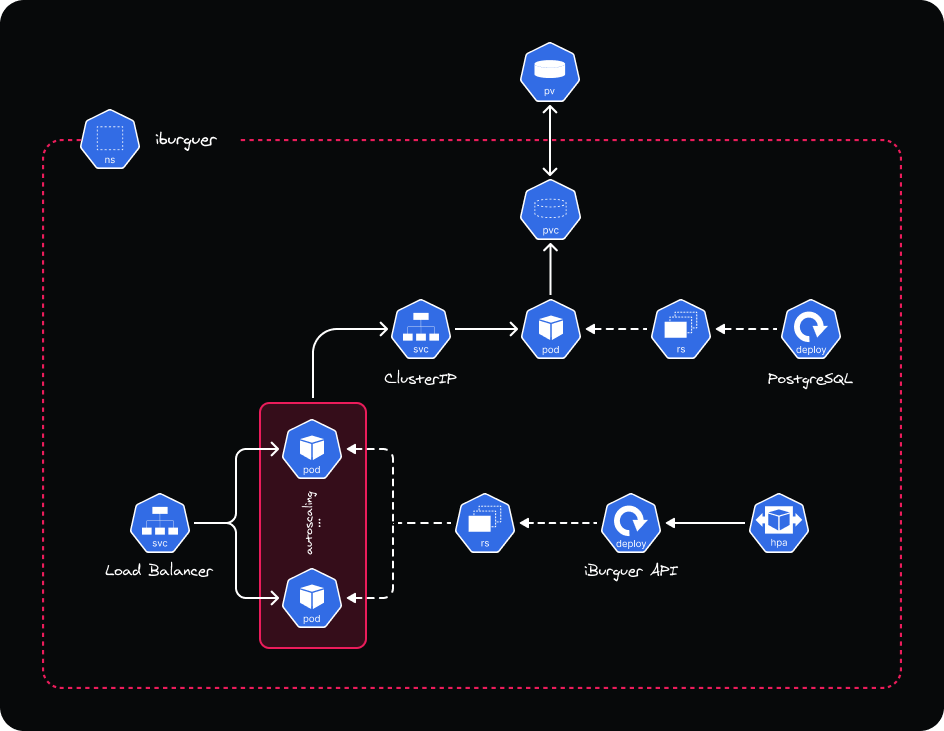 pv
ns
iburguer
pvc
svc
pod
rs
deploy
ClusterIP
PostgreSQL
pod
autoscaling
...
svc
rs
deploy
hpa
Load Balancer
iBurguer API
pod